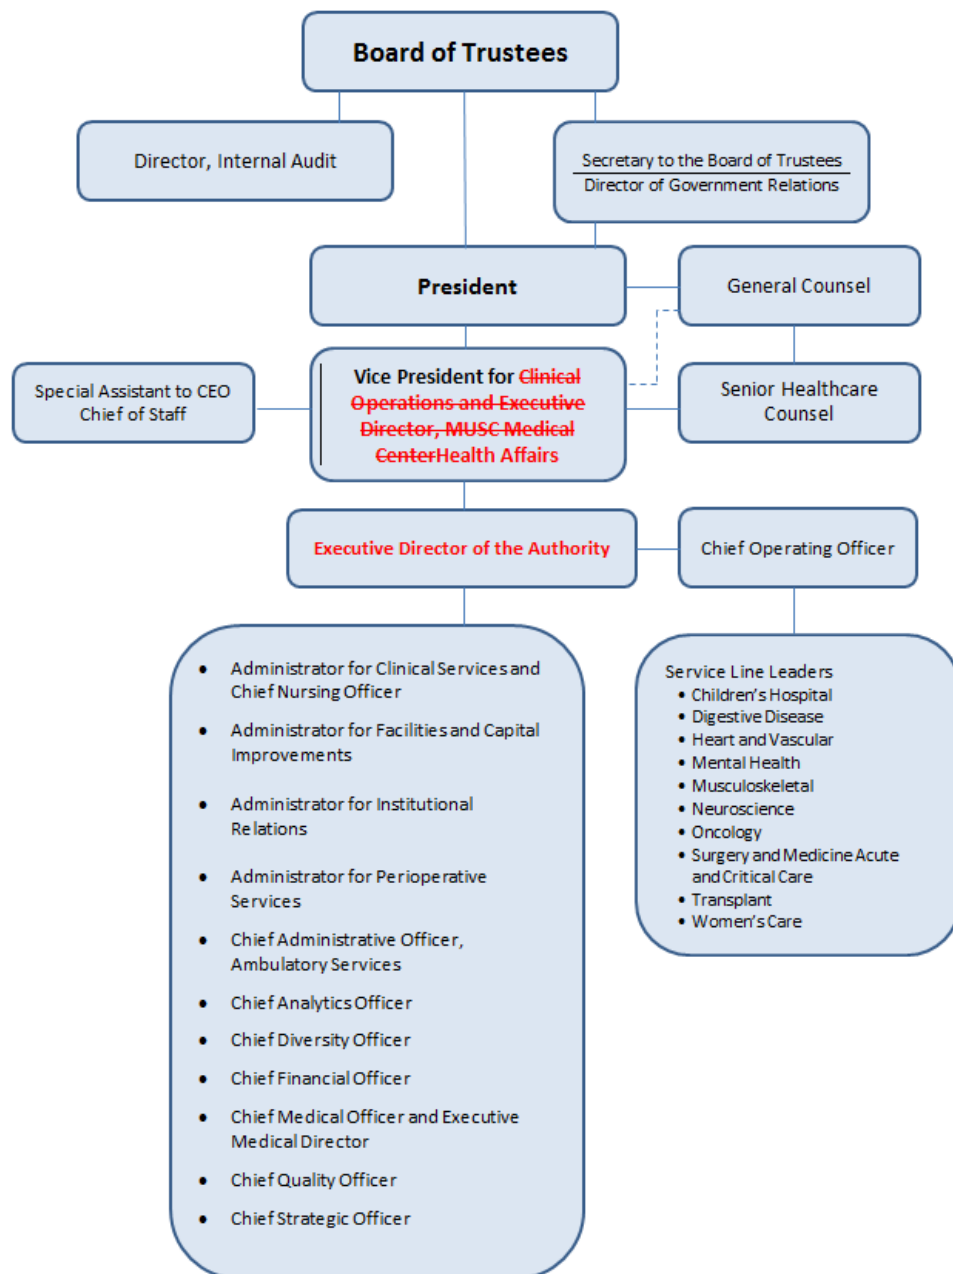 Board of Trustees
Director, Internal Audit
Secretary to the Board of Trustees
Director of Government Relations
President
General Counsel
Special Assistant to CEO
Chief of Staff
Vice President for Clinical
Operations and Executive
Director, MUSC Medical
CenterHealth Affairs
Senior Healthcare
Counsel
Executive Director of the Authority
Chief Operating Officer
• Administrator for Clinical Services and
Chief Nursing Officer
• Administrator for Facilities and Capital
Improvements
• Administrator for Institutional
Relations
• Administrator for Perioperative
Services
• Chief Administrative Officer,
Ambulatory Services
• Chief Analytics Officer
• Chief Diversity Officer
• Chief Financial Officer
• Chief Medical Officer and Executive
Medical Director
• Chief Quality Officer
• Chief Strategic Officer
Service Line Leaders
• Children's Hospital
• Digestive Disease
• Heart and Vascular
• Mental Health
• Musculoskeletal
• Neuroscience
• Oncology
• Surgery and Medicine Acute
and Critical Care
• Transplant
• Women's Care